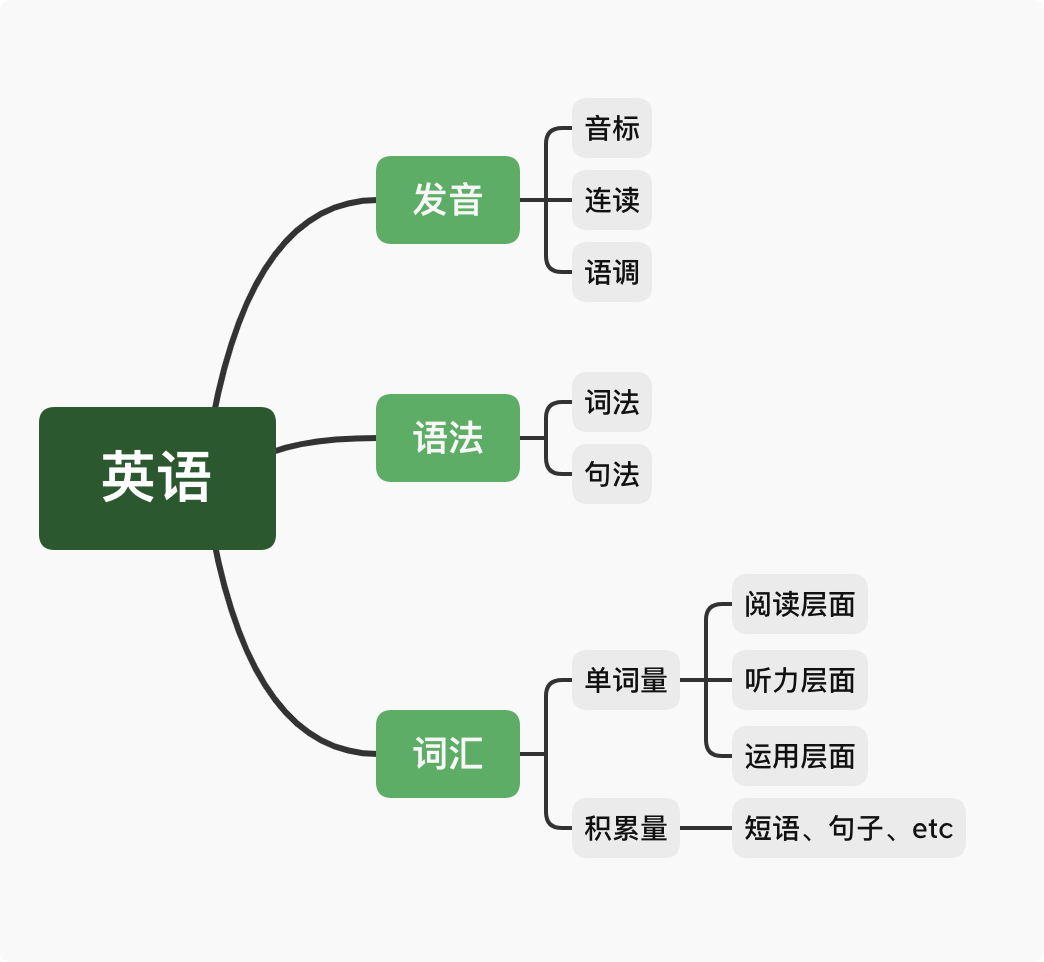 英语
发音
音标
连读
语调
语法
词法
句法
词汇
单词量
阅读层面
听力层面
运用层面
积累量
短语、句子、etc